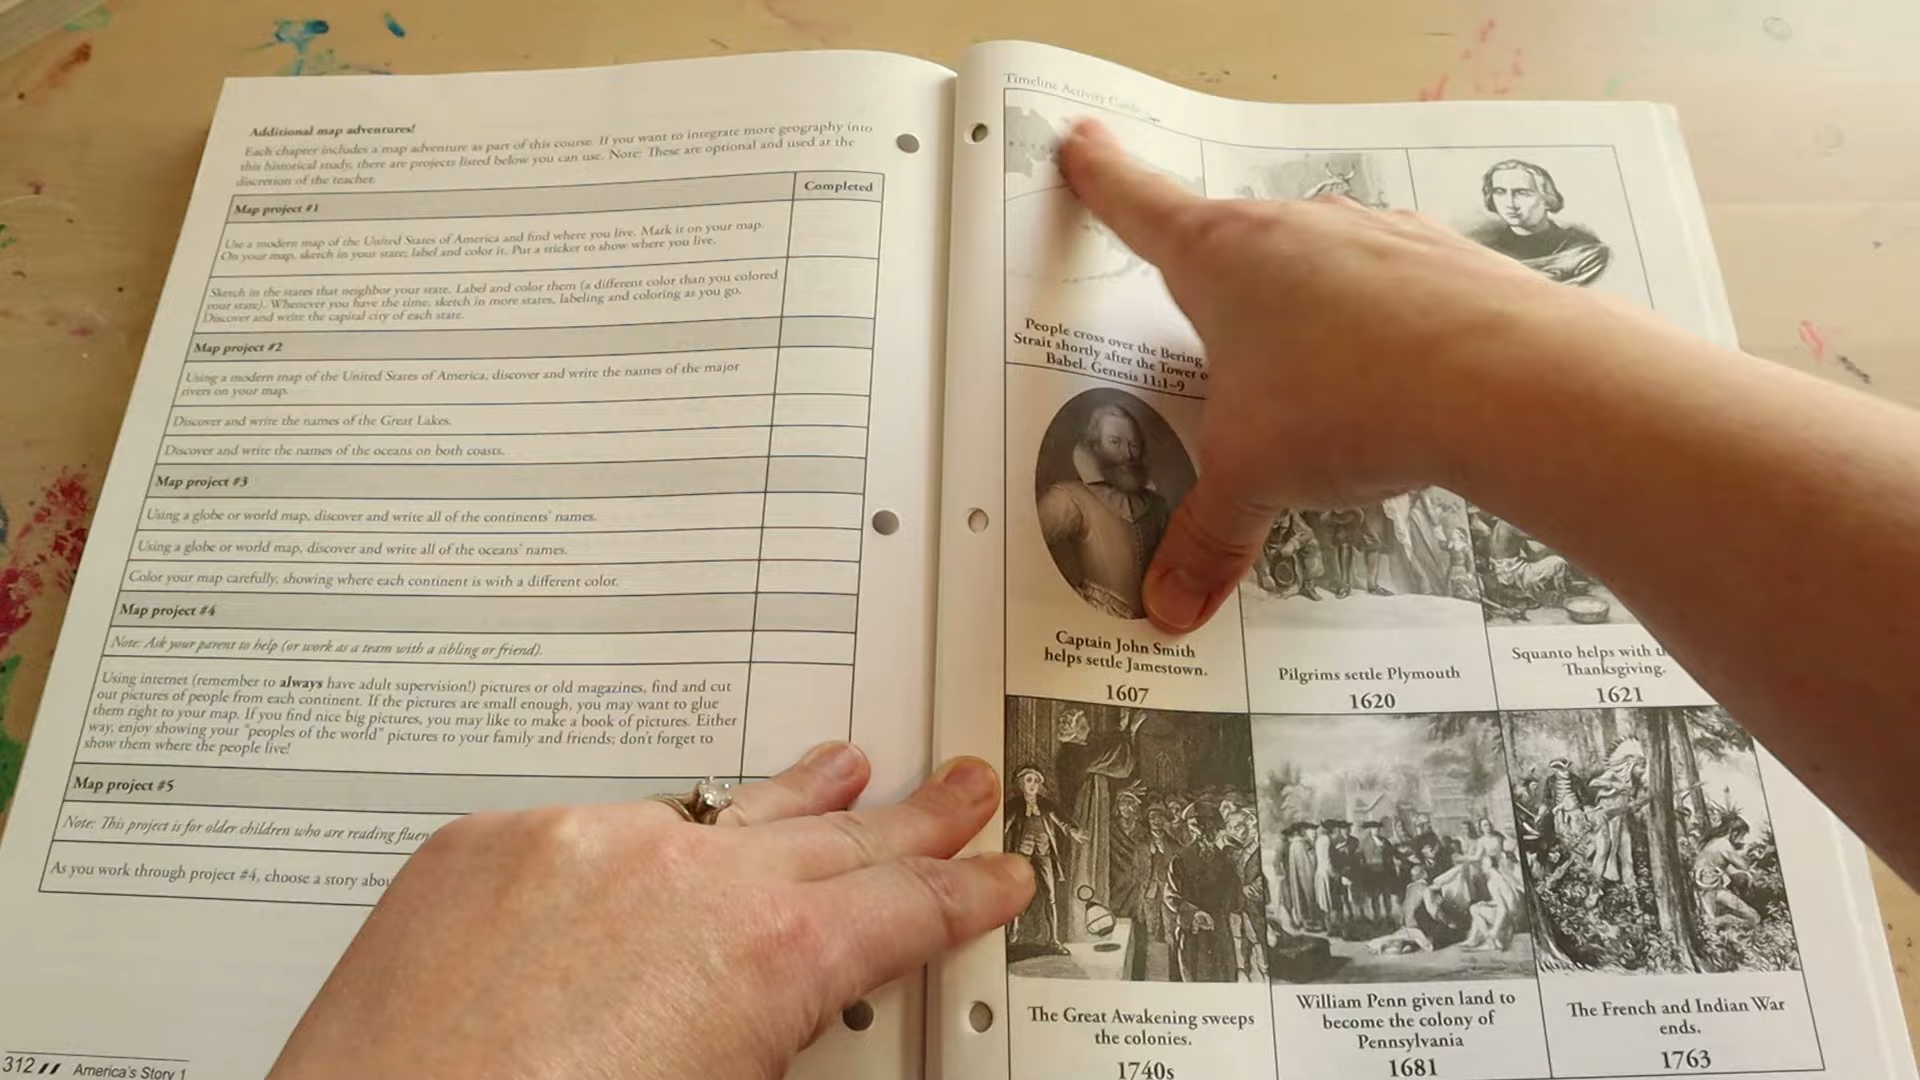 Additional map adventures!
Each chapter includes a map adventure as part of this course. If you want to integrate more geography into
this historical study, there are projects listed below you can use. Note: These are optional and used at the
discretion of the teacher.
Completed
Map project #1
Use a modern map of the United States of America and find where you live. Mark it on your map.
On your map, sketch in your state; label and color it. Put a sticker to show where you live.
Sketch in the states that neighbor your state. Label and color them (a different color than you colored
your state). Whenever you have the time, sketch in more states, labeling and coloring as you go.
Discover and write the capital city of each state.
Map project #2
Using a modern map of the United States of America, discover and write the names of the major
rivers on your map.
Discover and write the names of the Great Lakes.
Discover and write the names of the oceans on both coasts.
Map project #3
Using a globe or world map, discover and write all of the continents' names.
Using a globe or world map, discover and write all of the oceans' names.
Color your map carefully, showing where each continent is with a different color.
Map project #4
Note: Ask your parent to help (or work as a team with a sibling or friend).
Using internet (remember to always have adult supervision!) pictures or old magazines, find and cut
out pictures of people from each continent. If the pictures are small enough, you may want to glue
them right to your map. If you find nice big pictures, you may like to make a book of pictures. Either
way, enjoy showing your "peoples of the world" pictures to your family and friends; don't forget to
show them where the people live!
Map project #5
Note: This project is for older children who are reading
As you work through project #4, choose a story
312 America's Story 1
Timeline Activity Cards
People cross over the Bering
Strait shortly after the Tower
Babel. Genesis 11:1–9
Captain John Smith
helps settle Jamestown.
1607
Pilgrims settle Plymouth
1620
Squanto helps with
Thanksgiving.
1621
The Great Awakening sweeps
the colonies.
1740s
William Penn given land to
become the colony of
Pennsylvania
1681
The French and Indian War
ends.
1763